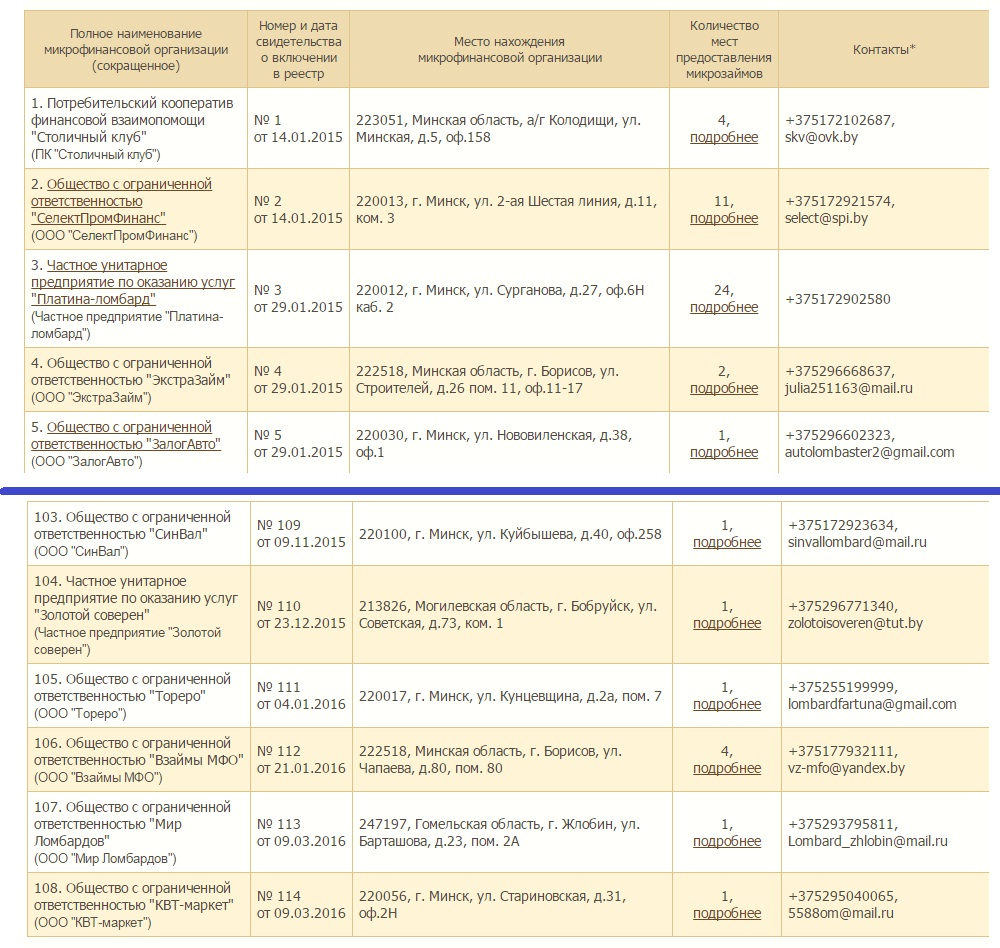 Полное наименование
микрофинансовой организации
(сокращенное)
Номер и дата
свидетельства
о включении
в реестр
Место нахождения
микрофинансовой организации
Количество
мест
предоставления
микрозаймов
Контакты*
1. Потребительский кооператив
финансовой взаимопомощи
"Столичный клуб"
(ПК "Столичный клуб")
№ 1
от 14.01.2015
223051, Минская область, а/г Колодищи, ул.
Минская, д.5, оф.158
4,
подробнее
+375172102687,
skv@ovk.by
2. Общество с ограниченной
ответственностью
"СелектПромФинанс"
(ООО "СелектПромФинанс")
№ 2
от 14.01.2015
220013, г. Минск, ул. 2-ая Шестая линия, д.11,
ком. 3
11,
подробнее
+375172921574,
select@spi.by
3. Частное унитарное
предприятие по оказанию услуг
"Платина-ломбард"
(Частное предприятие "Платина-
ломбард")
№ 3
от 29.01.2015
220012, г. Минск, ул. Сурганова, д.27, оф.6Н
каб. 2
24,
подробнее
+375172902580
4. Общество с ограниченной
ответственностью "ЭкстраЗайм"
(ООО "ЭкстраЗайм")
№ 4
от 29.01.2015
222518, Минская область, г. Борисов, ул.
Строителей, д.26 пом. 11, оф.11-17
2,
подробнее
+375296668637,
julia251163@mail.ru
5. Общество с ограниченной
ответственностью "ЗалогАвто"
(ООО "ЗалогАвто")
№ 5
от 29.01.2015
220030, г. Минск, ул. Нововиленская, д.38,
оф.1
1,
подробнее
+375296602323,
autolombaster2@gmail.com
103. Общество с ограниченной
ответственностью "СинВал"
(ООО "СинВал")
№ 109
от 09.11.2015
220100, г. Минск, ул. Куйбышева, д.40, оф.258
1,
подробнее
+375172923634,
sinvallombard@mail.ru
104. Частное унитарное
предприятие по оказанию услуг
"Золотой соверен"
(Частное предприятие "Золотой
соверен")
№ 110
от 23.12.2015
213826, Могилевская область, г. Бобруйск, ул.
Советская, д.73, ком. 1
1,
подробнее
+375296771340,
zolotoisoveren@tut.by
105. Общество с ограниченной
ответственностью "Тореро"
(ООО "Тореро")
№ 111
от 04.01.2016
220017, г. Минск, ул. Кунцевщина, д.2а, пом. 7
1,
подробнее
+375255199999,
lombardfartuna@gmail.com
106. Общество с ограниченной
ответственностью "Взаймы МФО"
(ООО "Взаймы МФО")
№ 112
от 21.01.2016
222518, Минская область, г. Борисов, ул.
Чапаева, д.80, пом. 80
4,
подробнее
+375177932111,
vz-mfo@yandex.by
107. Общество с ограниченной
ответственностью "Мир
Ломбардов"
(ООО "Мир Ломбардов")
№ 113
от 09.03.2016
247197, Гомельская область, г. Жлобин, ул.
Барташова, д.23, пом. 2А
1,
подробнее
+375293795811,
Lombard_zhlobin@mail.ru
108. Общество с ограниченной
ответственностью "КВТ-маркет"
(ООО "КВТ-маркет")
№ 114
от 09.03.2016
220056, г. Минск, ул. Стариновская, д.31,
оф.2Н
1,
подробнее
+375295040065,
5588om@mail.ru